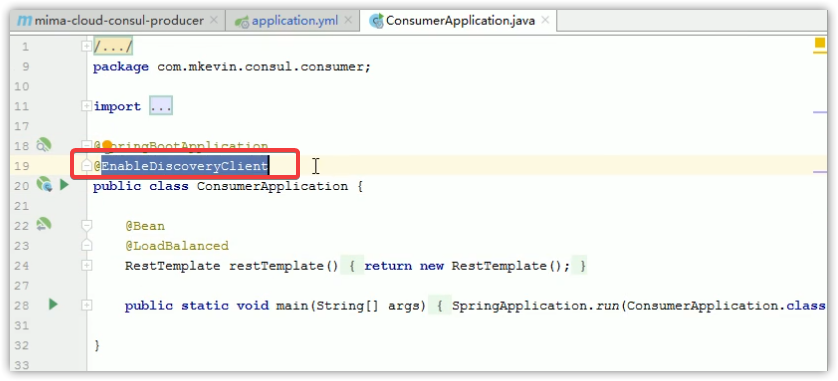 mima-cloud-consul-producer × application.yml × ConsumerApplication.java ×
1 /.../
9 package com.mkevin.consul.consumer;
10
11 import ...
17
18 @SpringBootApplication
19 @EnableDiscoveryClient
20 public class ConsumerApplication {
21
22 @Bean
23 @LoadBalanced
24 RestTemplate restTemplate() { return new RestTemplate(); }
27
28 public static void main(String[] args) { SpringApplication.run(ConsumerApplication.class
31
32 }
33